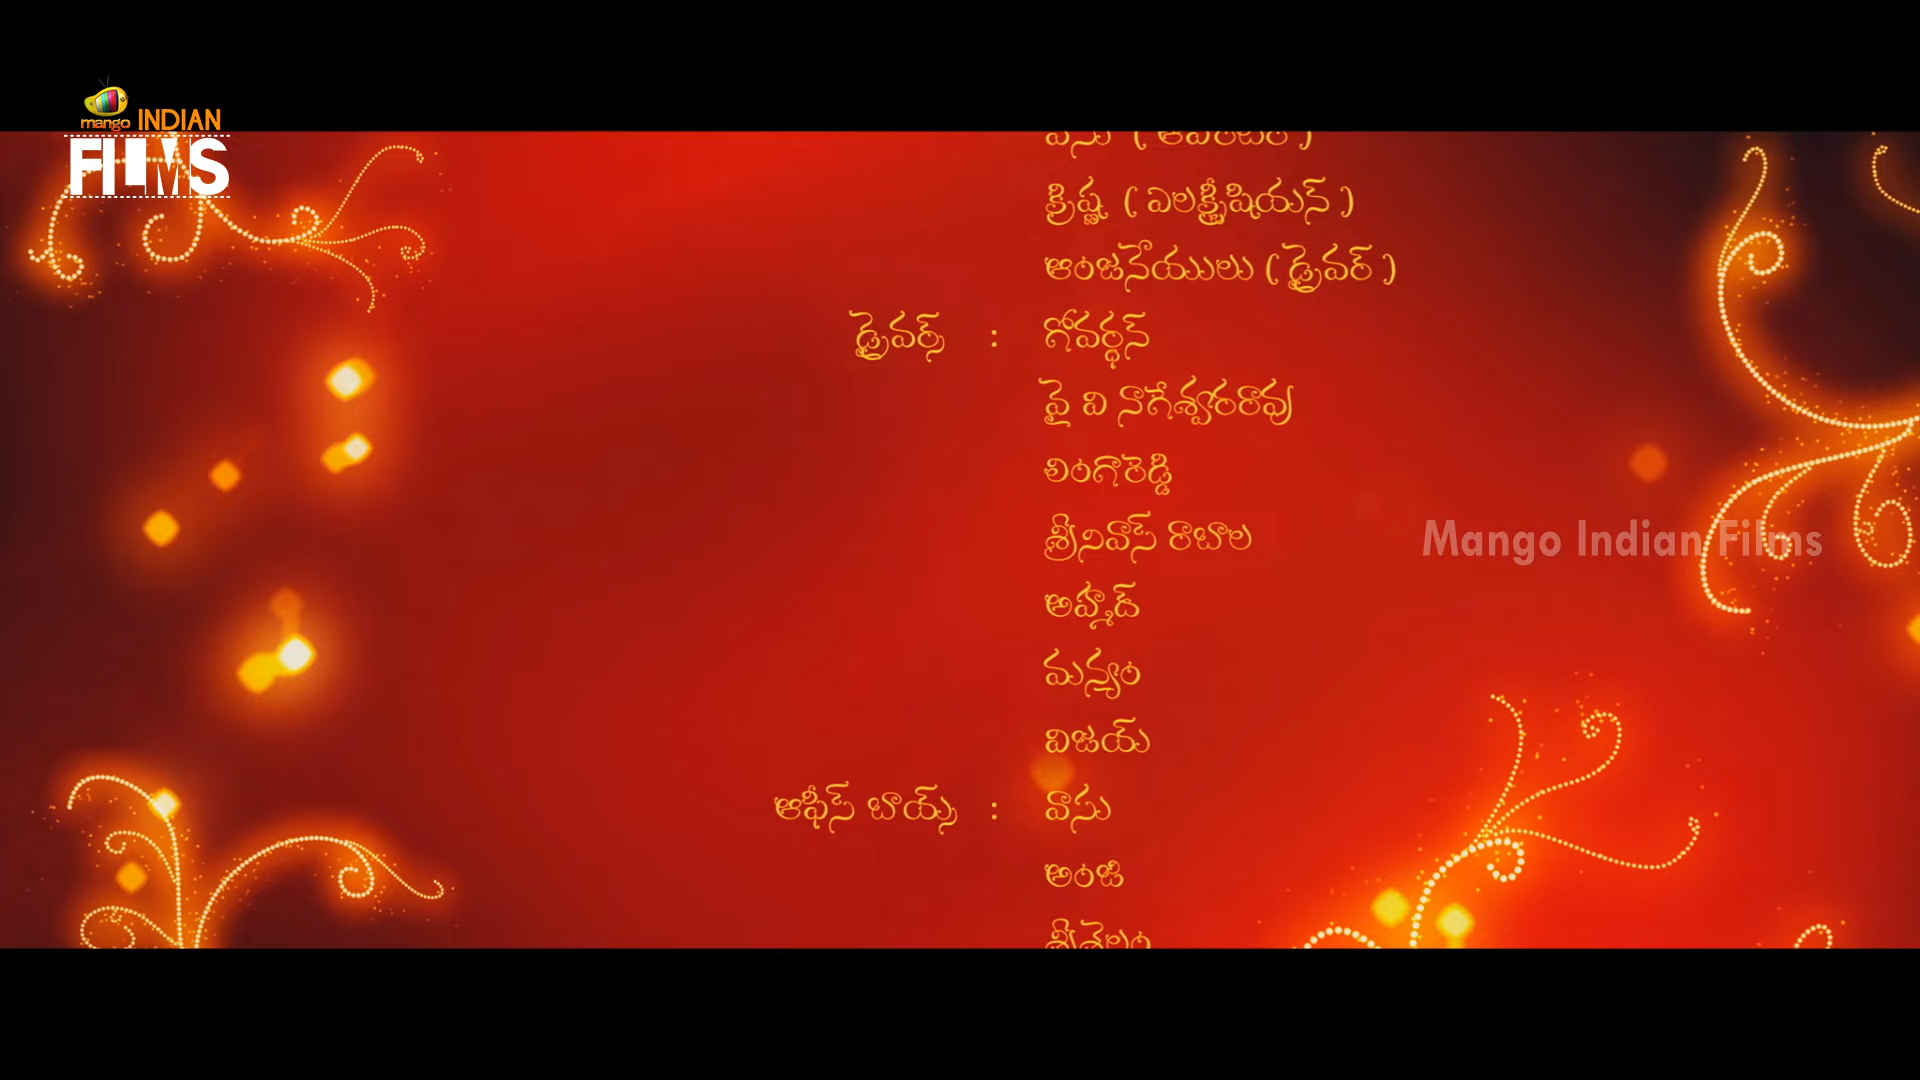 mango INDIAN
FILMS
క్రిష్ణ ( ఎలక్ట్రీషియన్ )
ఆంజనేయులు ( డ్రైవర్ )
డ్రైవర్స్ : గోవర్ధన్
వై వి నాగేశ్వరరావు
లింగారెడ్డి
శ్రీనివాస్ రాబాల
Mango Indian Films
అహ్మద్
మన్యం
విజయ్
ఆఫీస్ బాయ్స్ : వాసు
అంజి
శ్రీశైలం